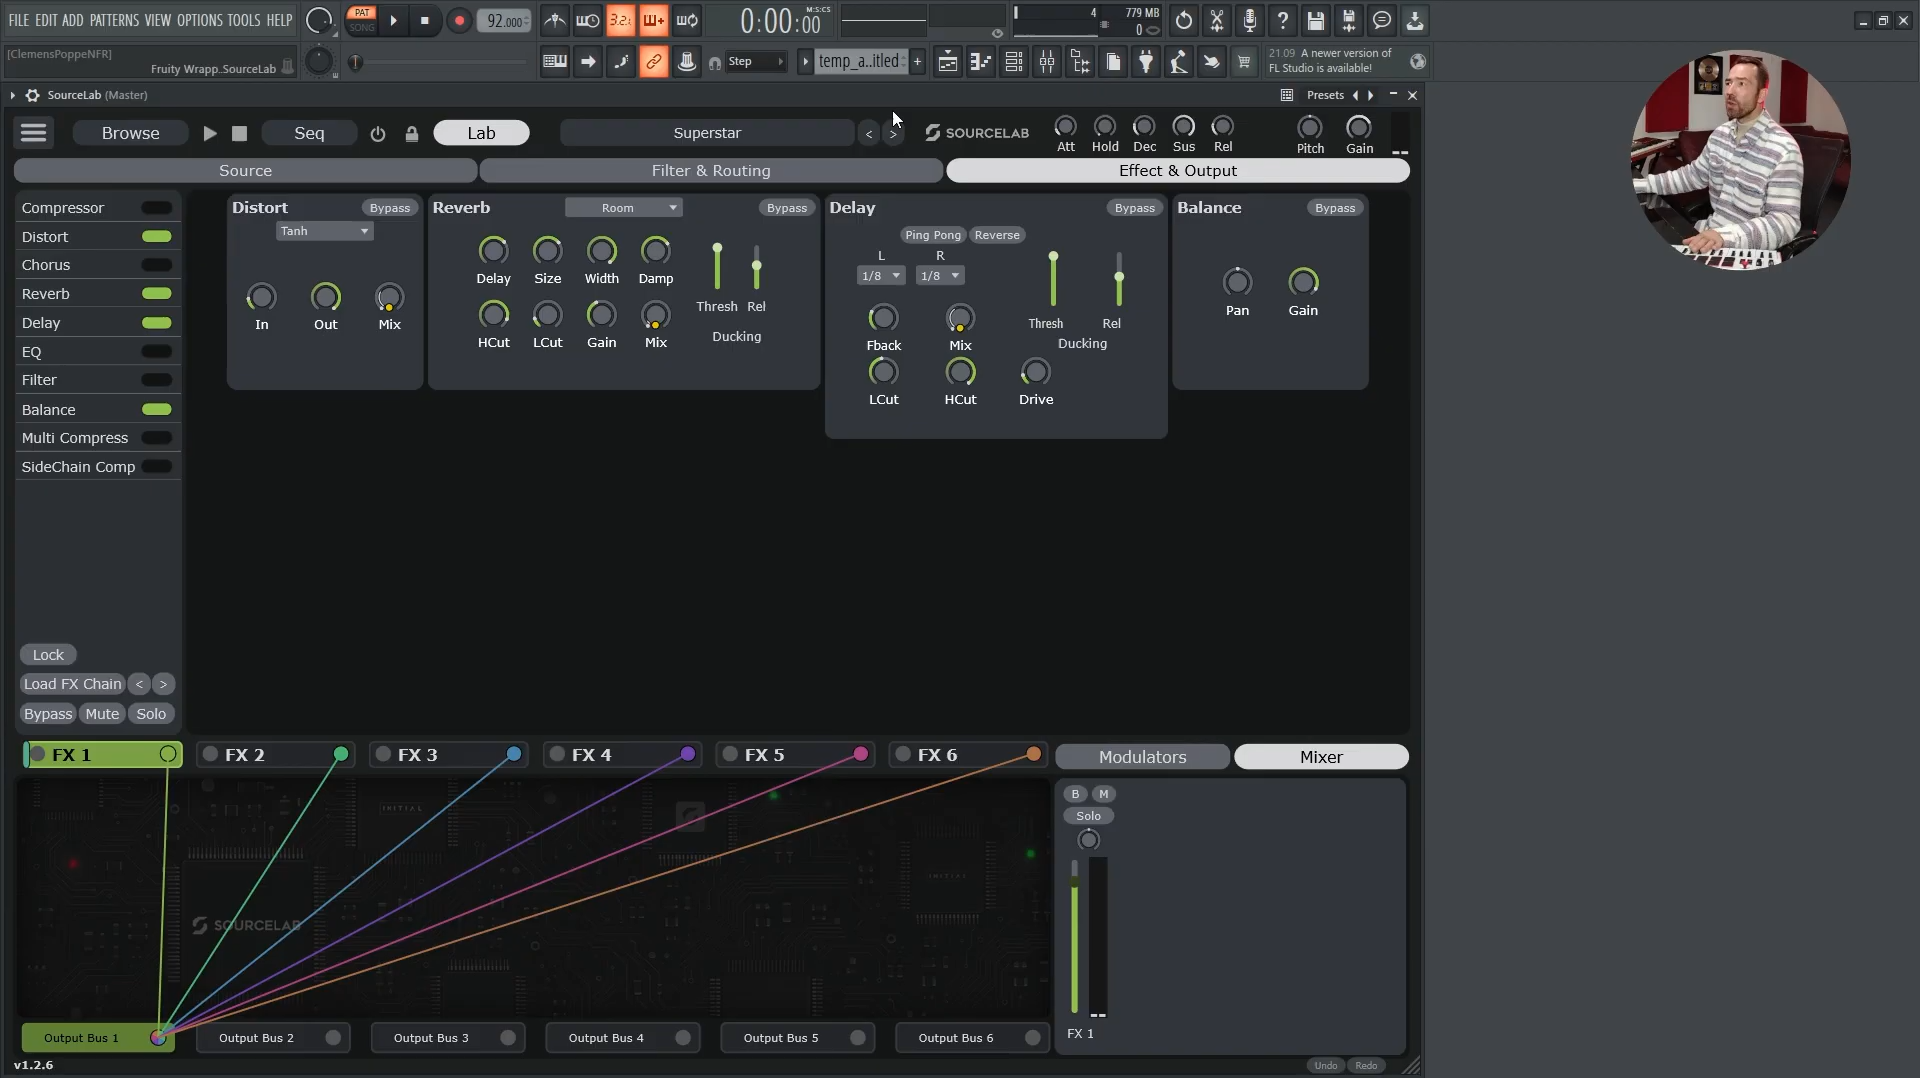 FILE EDIT ADD PATTERNS VIEW OPTIONS TOOLS HELP
PAT
SONG
92.000
3.2:
0:00:00
M:S:CS
4
779 MB
0
[ClemensPoppeNFR]
Fruity Wrapp..SourceLab
Step
temp_a..itled
+
21.09 A newer version of
FL Studio is available!
SourceLab (Master)
Presets
Browse
Seq
Lab
Superstar
<
>
SOURCELAB
Att
Hold
Dec
Sus
Rel
Pitch
Gain
Source
Filter & Routing
Effect & Output
Compressor
Distort
Chorus
Reverb
Delay
EQ
Filter
Balance
Multi Compress
SideChain Comp
Distort
Bypass
Tanh
In
Out
Mix
Reverb
Room
Bypass
Delay
Size
Width
Damp
HCut
LCut
Gain
Mix
Thresh
Rel
Ducking
Delay
Bypass
Ping Pong
Reverse
L
R
1/8
1/8
Fback
Mix
LCut
HCut
Drive
Thresh
Rel
Ducking
Balance
Bypass
Pan
Gain
Lock
Load FX Chain
<
>
Bypass
Mute
Solo
FX 1
FX 2
FX 3
FX 4
FX 5
FX 6
Modulators
Mixer
INITIAL
INITIAL
SOURCELAB
B
M
Solo
FX 1
Output Bus 1
Output Bus 2
Output Bus 3
Output Bus 4
Output Bus 5
Output Bus 6
v1.2.6
Undo
Redo